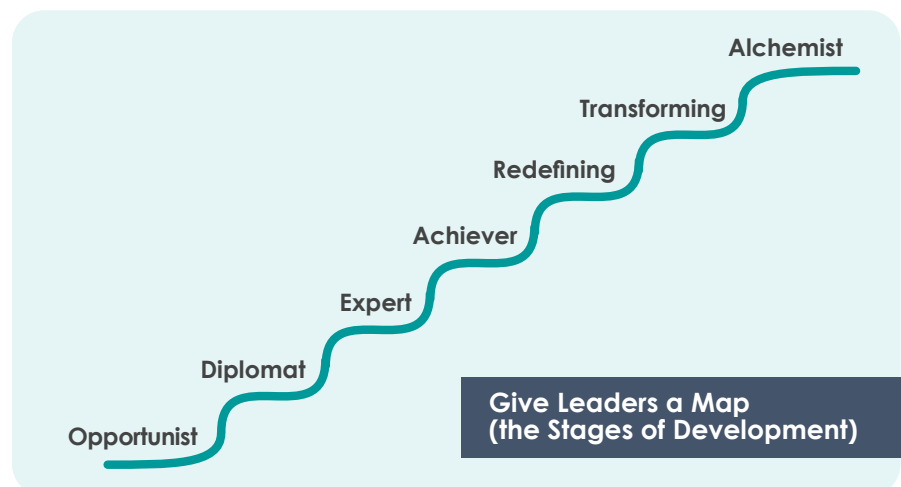 Alchemist
Transforming
Redefining
Achiever
Expert
Diplomat
Opportunist
Give Leaders a Map
(the Stages of Development)